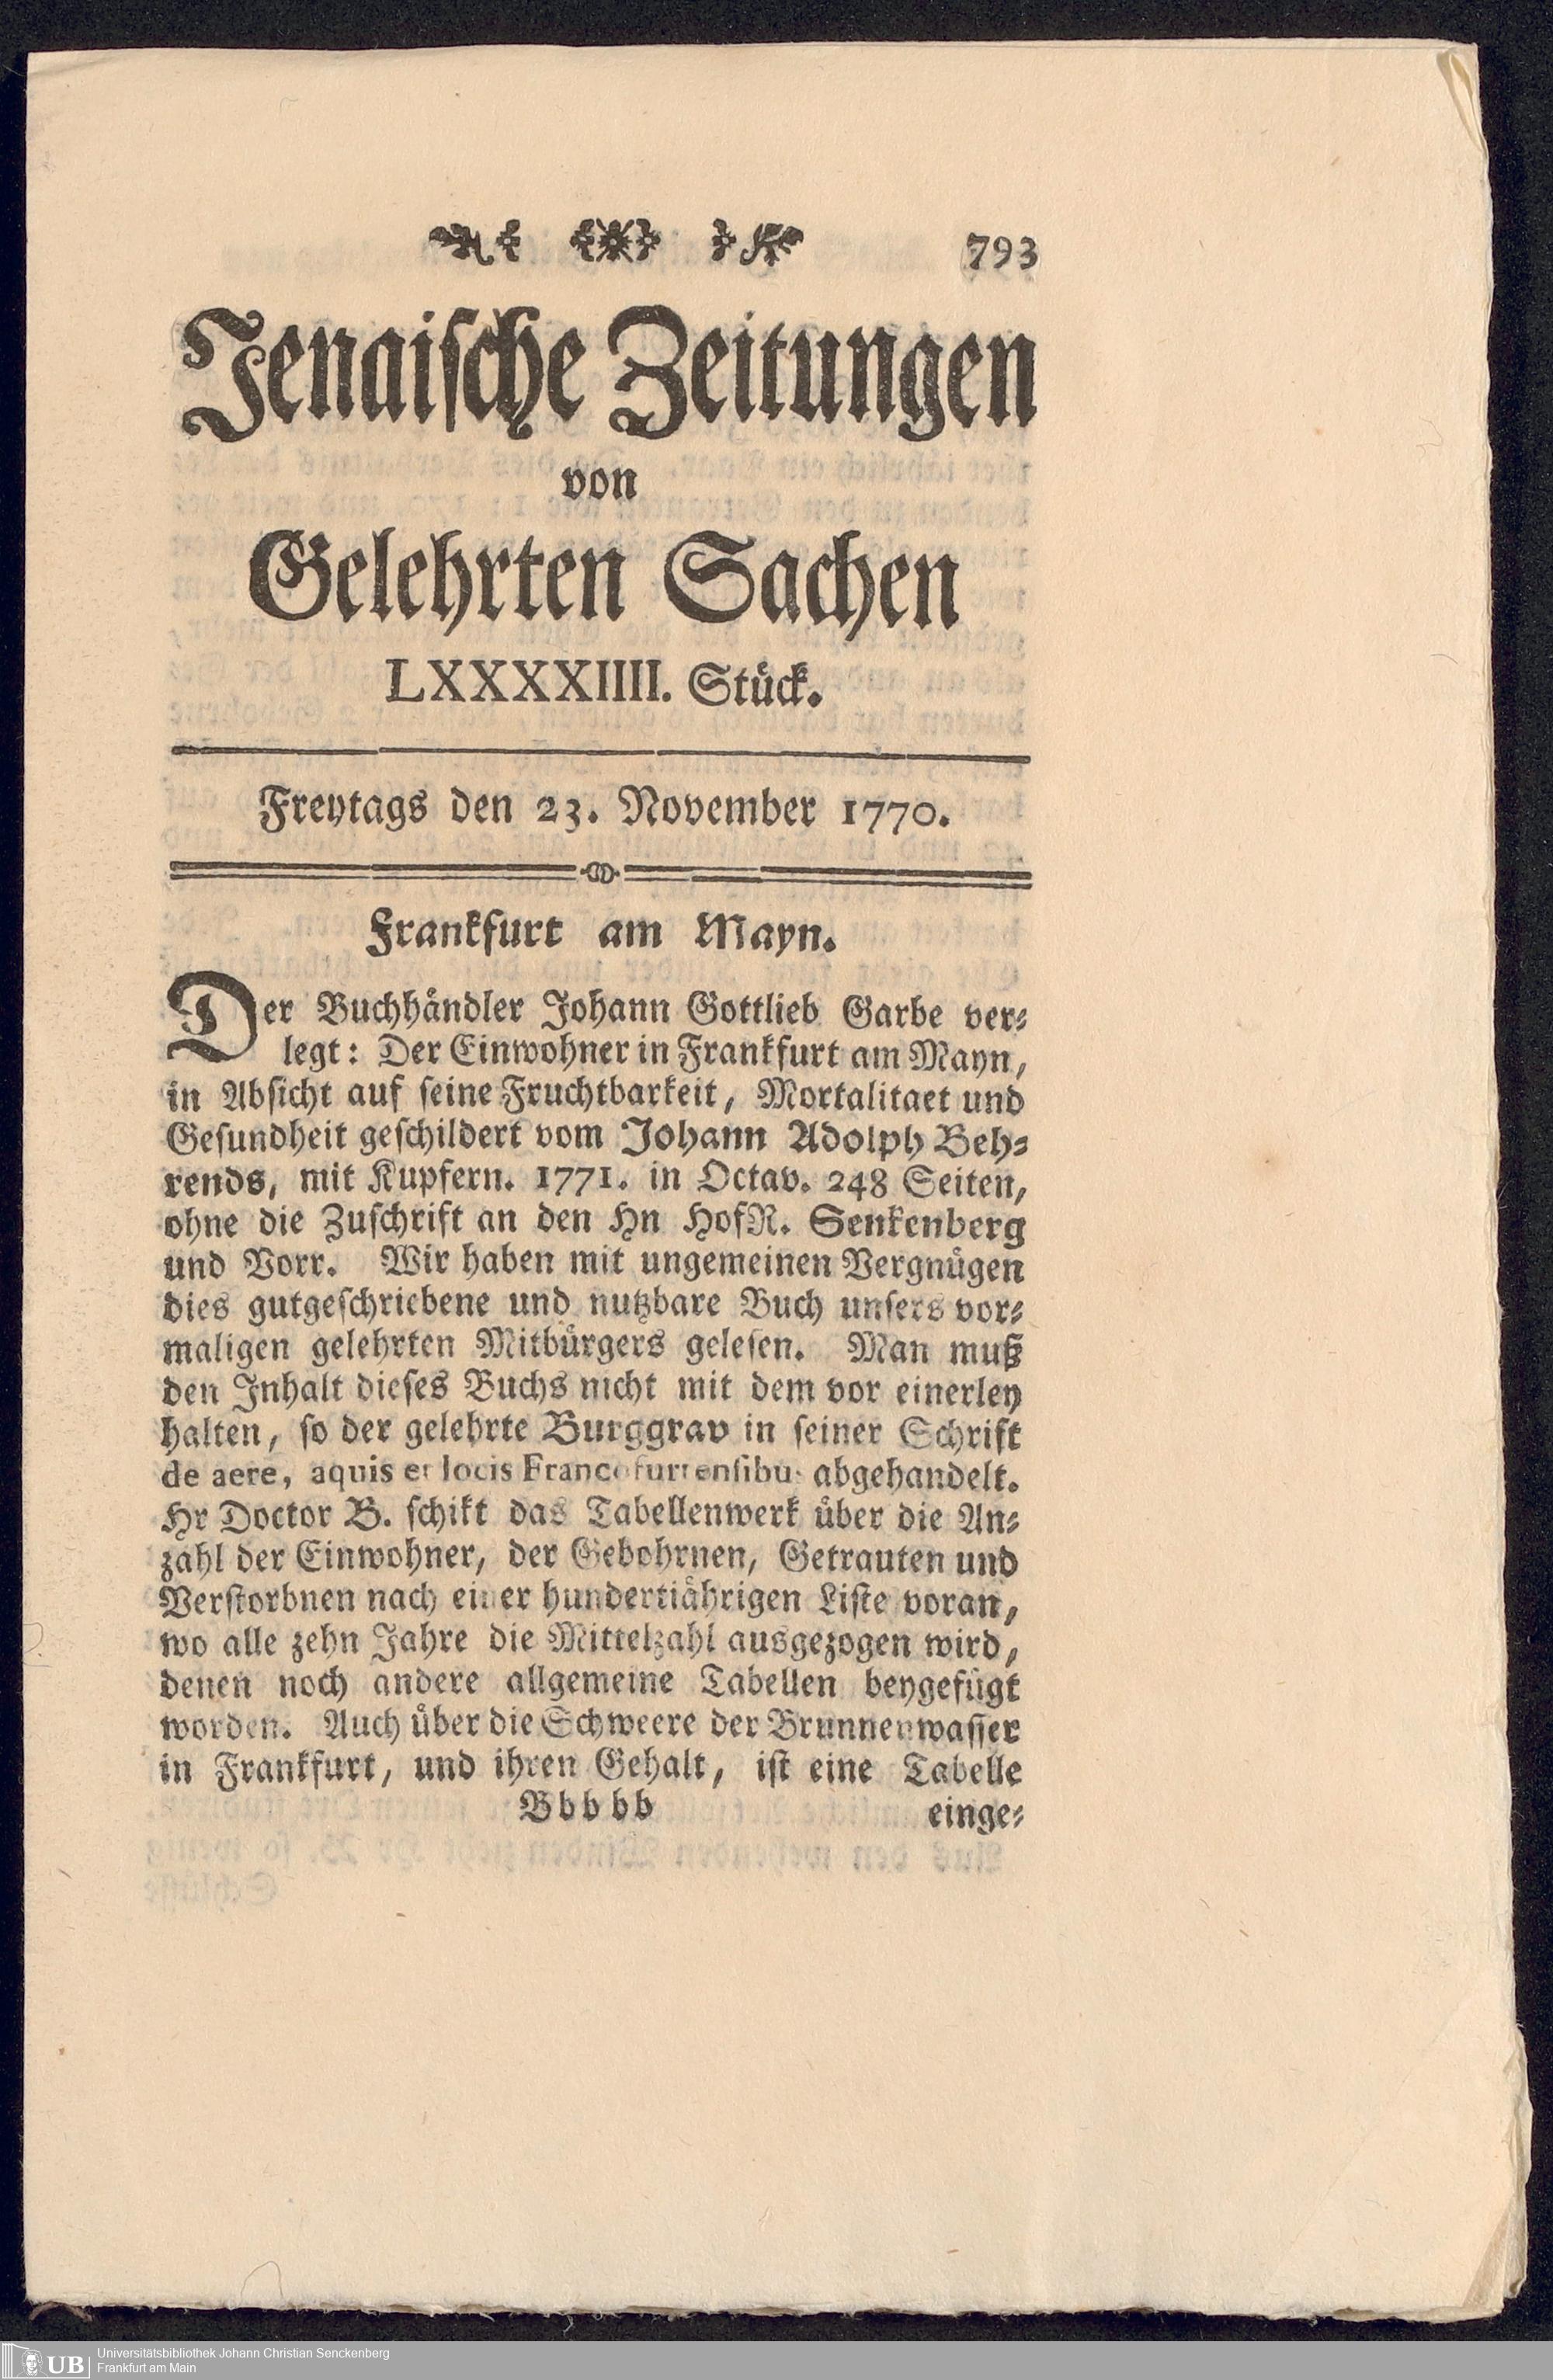 793
Jenaische Zeitungen
von
Gelehrten Sachen
LXXXXIIII. Stück.
Freytags den 23. November 1770.
Frankfurt am Mayn.
Der Buchhändler Johann Gottlieb Garbe ver-
legt: Der Einwohner in Frankfurt am Mayn,
in Absicht auf seine Fruchtbarkeit, Mortalitaet und
Gesundheit geschildert vom Johann Adolph Beh-
rends, mit Kupfern. 1771. in Octav. 248 Seiten,
ohne die Zuschrift an den Hn HofR. Senkenberg
und Vorr. Wir haben mit ungemeinen Vergnügen
dies gutgeschriebene und nutzbare Buch unsers vor-
maligen gelehrten Mitbürgers gelesen. Man muß
den Inhalt dieses Buchs nicht mit dem vor einerley
halten, so der gelehrte Burggrav in seiner Schrift
de aere, aquis et locis Francofurtensibus abgehandelt.
Hr Doctor B. schikt das Tabellenwerk über die An-
zahl der Einwohner, der Gebohrnen, Getrauten und
Verstorbnen nach einer hundertiährigen Liste voran,
wo alle zehn Jahre die Mittelzahl ausgezogen wird,
denen noch andere allgemeine Tabellen beygefügt
worden. Auch über die Schweere der Brunnenwasser
in Frankfurt, und ihren Gehalt, ist eine Tabelle
Bbbbb einge-
UB Universitätsbibliothek Johann Christian Senckenberg
Frankfurt am Main